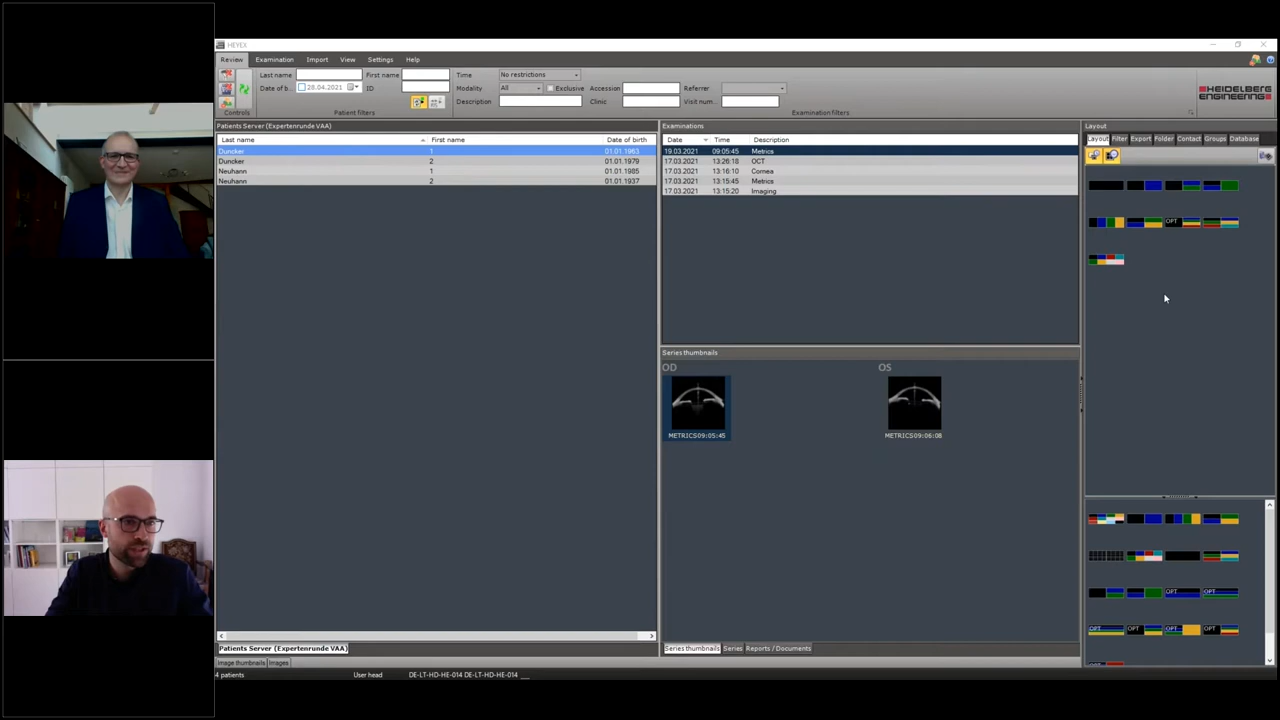 HEYEX
Review Examination Import View Settings Help
Last name First name Time No restrictions
Date of b... 28.04.2021 ID Modality All Exclusive Accession Referrer
Description Clinic Visit num...
Controls Patient filters Examination filters
HEIDELBERG
ENGINEERING
Patients Server (Expertenrunde VAA)
Last name First name Date of birth
Duncker 1 01.01.1963
Duncker 2 01.01.1979
Neuhann 1 01.01.1985
Neuhann 2 01.01.1937
Examinations
Date Time Description
19.03.2021 09:05:45 Metrics
17.03.2021 13:26:18 OCT
17.03.2021 13:16:10 Cornea
17.03.2021 13:15:45 Metrics
17.03.2021 13:15:20 Imaging
Layout
Layout Filter Export Folder Contact Groups Database
OPT
Series thumbnails
OD OS
METRICS09:05:45 METRICS09:06:08
OPT OPT
OPT OPT OPT OPT
Patients Server (Expertenrunde VAA)
Series thumbnails Series Reports / Documents
Image thumbnails Images
4 patients User head DE-LT-HD-HE-014 DE-LT-HD-HE-014 __